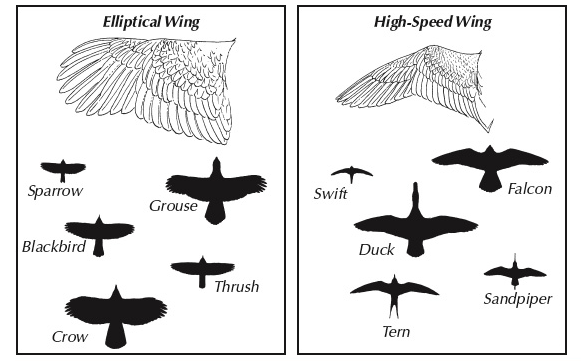 Elliptical Wing
Sparrow
Grouse
Blackbird
Thrush
Crow
High-Speed Wing
Swift
Falcon
Duck
Sandpiper
Tern